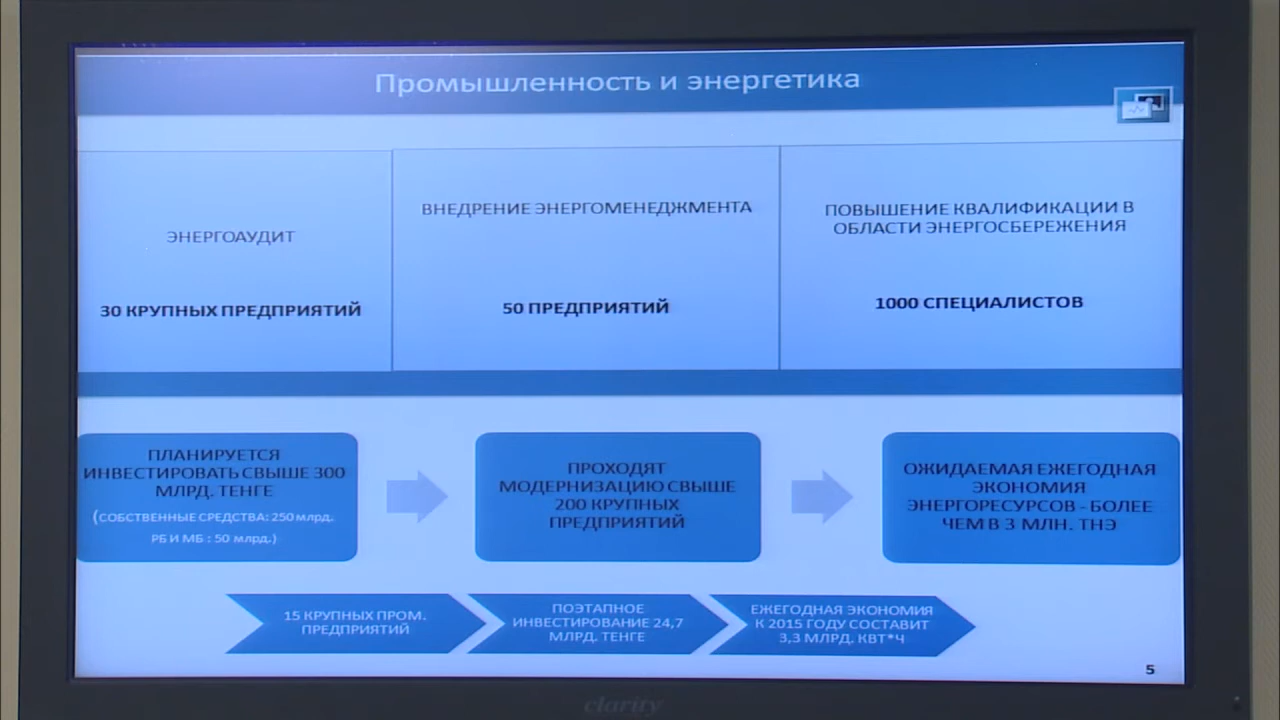 Промышленность и энергетика
ЭНЕРГОАУДИТ
30 КРУПНЫХ ПРЕДПРИЯТИЙ
ВНЕДРЕНИЕ ЭНЕРГОМЕНЕДЖМЕНТА
50 ПРЕДПРИЯТИЙ
ПОВЫШЕНИЕ КВАЛИФИКАЦИИ В
ОБЛАСТИ ЭНЕРГОСБЕРЕЖЕНИЯ
1000 СПЕЦИАЛИСТОВ
ПЛАНИРУЕТСЯ
ИНВЕСТИРОВАТЬ СВЫШЕ 300
МЛРД. ТЕНГЕ
(СОБСТВЕННЫЕ СРЕДСТВА: 250 млрд.
РБ И МБ : 50 млрд.)
ПРОХОДЯТ
МОДЕРНИЗАЦИЮ СВЫШЕ
200 КРУПНЫХ
ПРЕДПРИЯТИЙ
ОЖИДАЕМАЯ ЕЖЕГОДНАЯ
ЭКОНОМИЯ
ЭНЕРГОРЕСУРСОВ - БОЛЕЕ
ЧЕМ В 3 МЛН. ТНЭ
15 КРУПНЫХ ПРОМ.
ПРЕДПРИЯТИЙ
ПОЭТАПНОЕ
ИНВЕСТИРОВАНИЕ 24,7
МЛРД. ТЕНГЕ
ЕЖЕГОДНАЯ ЭКОНОМИЯ
К 2015 ГОДУ СОСТАВИТ
3,3 МЛРД. КВТ*Ч
5
clarity